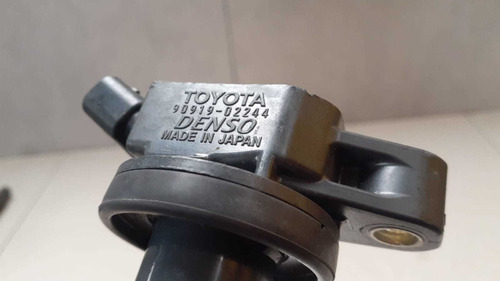 TOYOTA
90919-02244
DENSO
MADE IN JAPAN